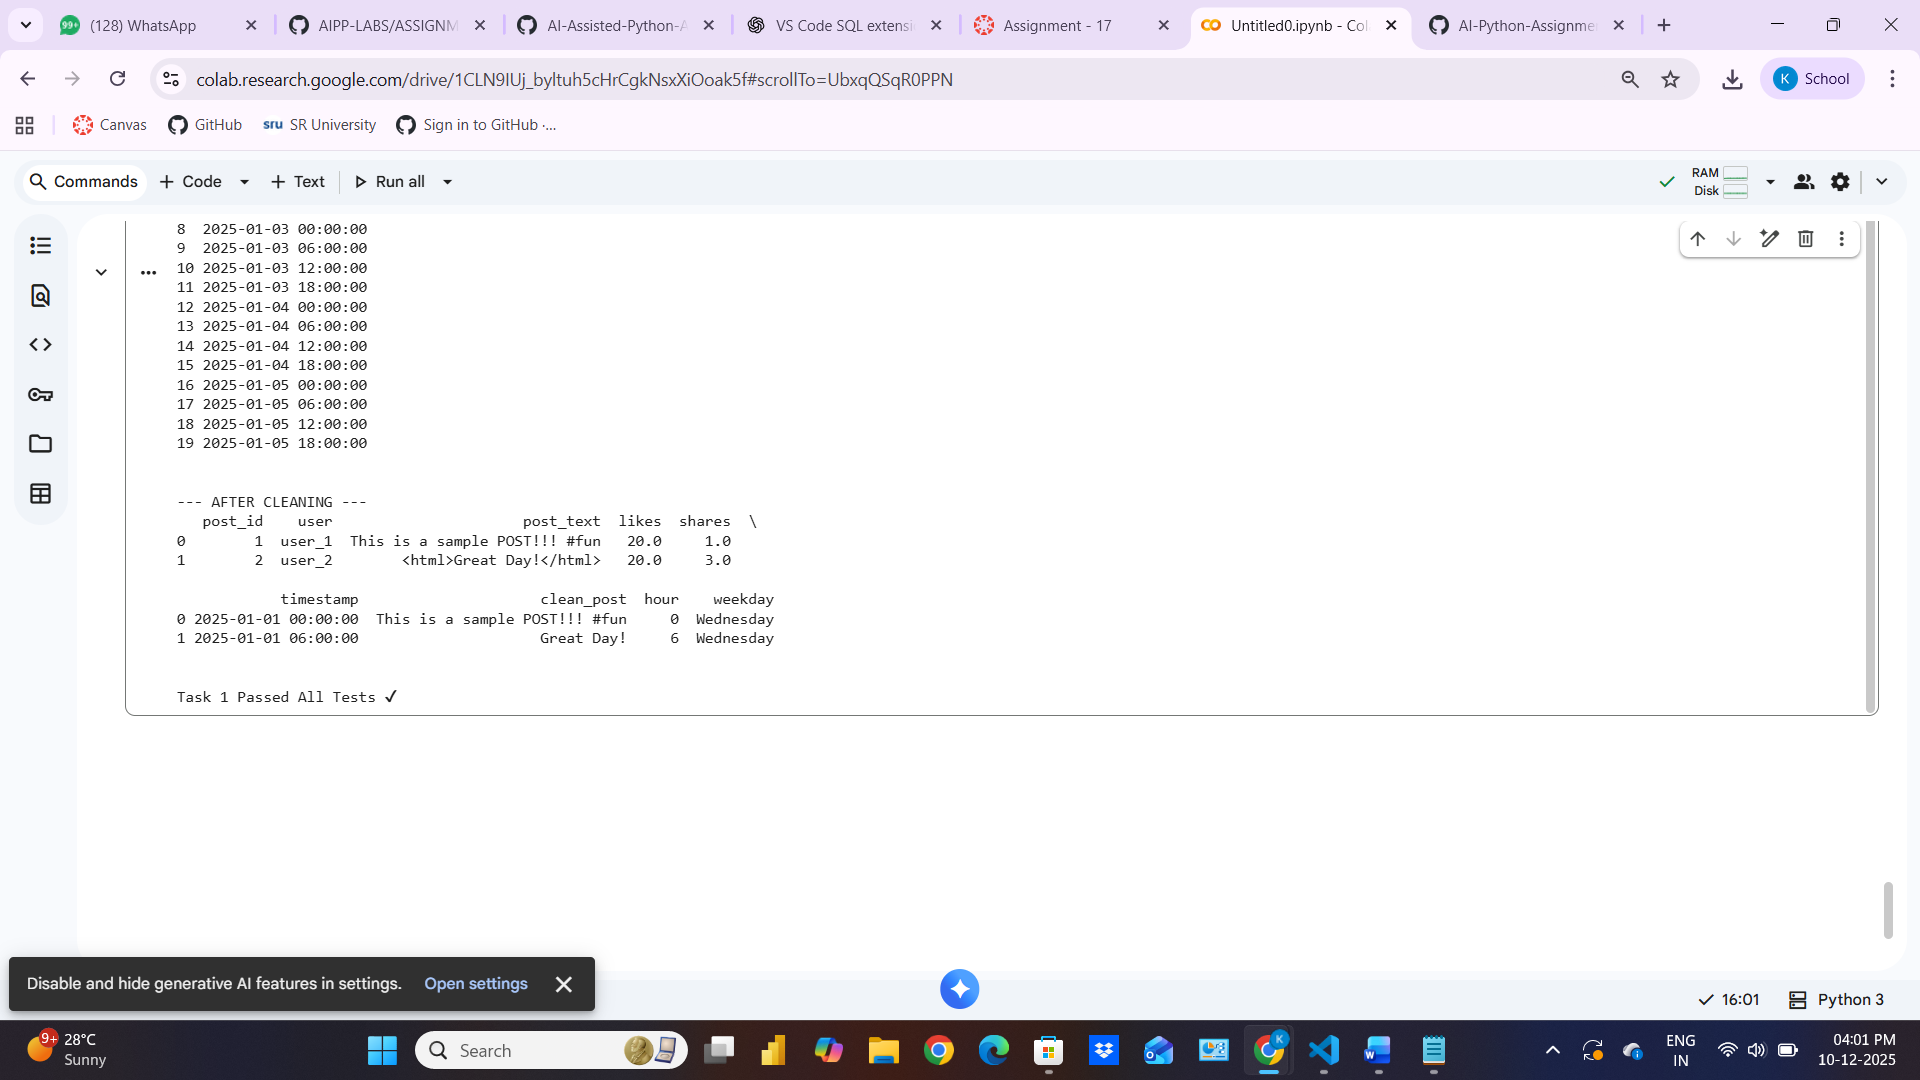 99+ (128) WhatsApp
AIPP-LABS/ASSIGNM
AI-Assisted-Python-A
VS Code SQL extensi
Assignment - 17
Untitled0.ipynb - Col
AI-Python-Assignme
colab.research.google.com/drive/1CLN9IUj_byltuh5cHrCgkNsxXiOoak5f#scrollTo=UbxqQSqR0PPN
K School
Canvas
GitHub
sru SR University
Sign in to GitHub ·...
Commands + Code + Text Run all
RAM
Disk
8 2025-01-03 00:00:00
9 2025-01-03 06:00:00
10 2025-01-03 12:00:00
11 2025-01-03 18:00:00
12 2025-01-04 00:00:00
13 2025-01-04 06:00:00
14 2025-01-04 12:00:00
15 2025-01-04 18:00:00
16 2025-01-05 00:00:00
17 2025-01-05 06:00:00
18 2025-01-05 12:00:00
19 2025-01-05 18:00:00
--- AFTER CLEANING ---
post_id user post_text likes shares \
0 1 user_1 This is a sample POST!!! #fun 20.0 1.0
1 2 user_2 <html>Great Day!</html> 20.0 3.0
timestamp clean_post hour weekday
0 2025-01-01 00:00:00 This is a sample POST!!! #fun 0 Wednesday
1 2025-01-01 06:00:00 Great Day! 6 Wednesday
Task 1 Passed All Tests ✓
Disable and hide generative AI features in settings. Open settings
✓ 16:01 Python 3
9+ 28°C
Sunny
Search
ENG
IN
04:01 PM
10-12-2025